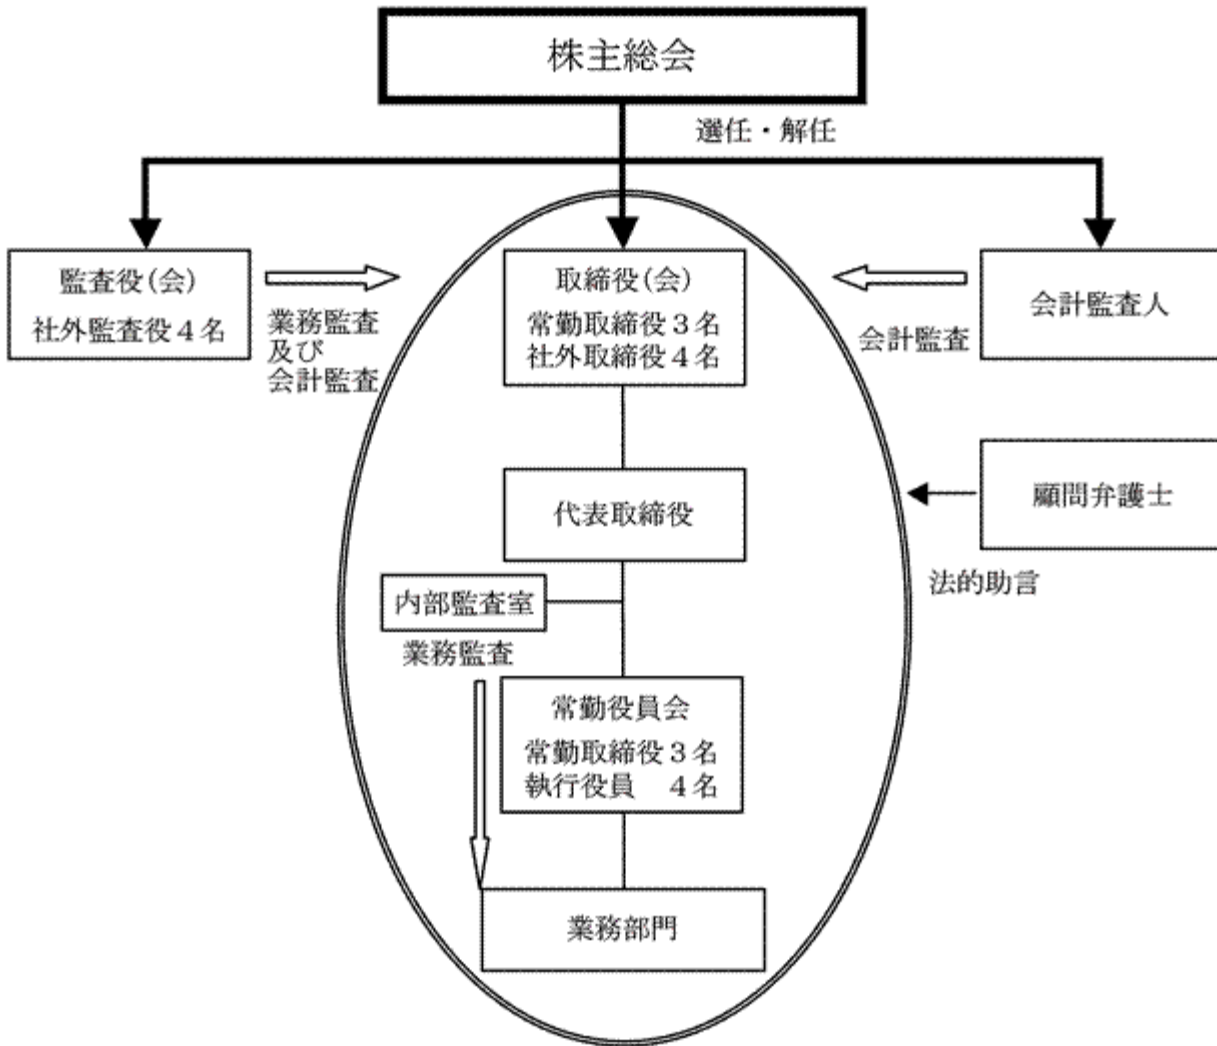 株主総会
選任・解任
監査役(会)
社外監査役4名
業務監査
及び
会計監査
取締役(会)
常勤取締役3名
社外取締役4名
会計監査
会計監査人
代表取締役
顧問弁護士
法的助言
内部監査室
業務監査
常勤役員会
常勤取締役3名
執行役員　4名
業務部門